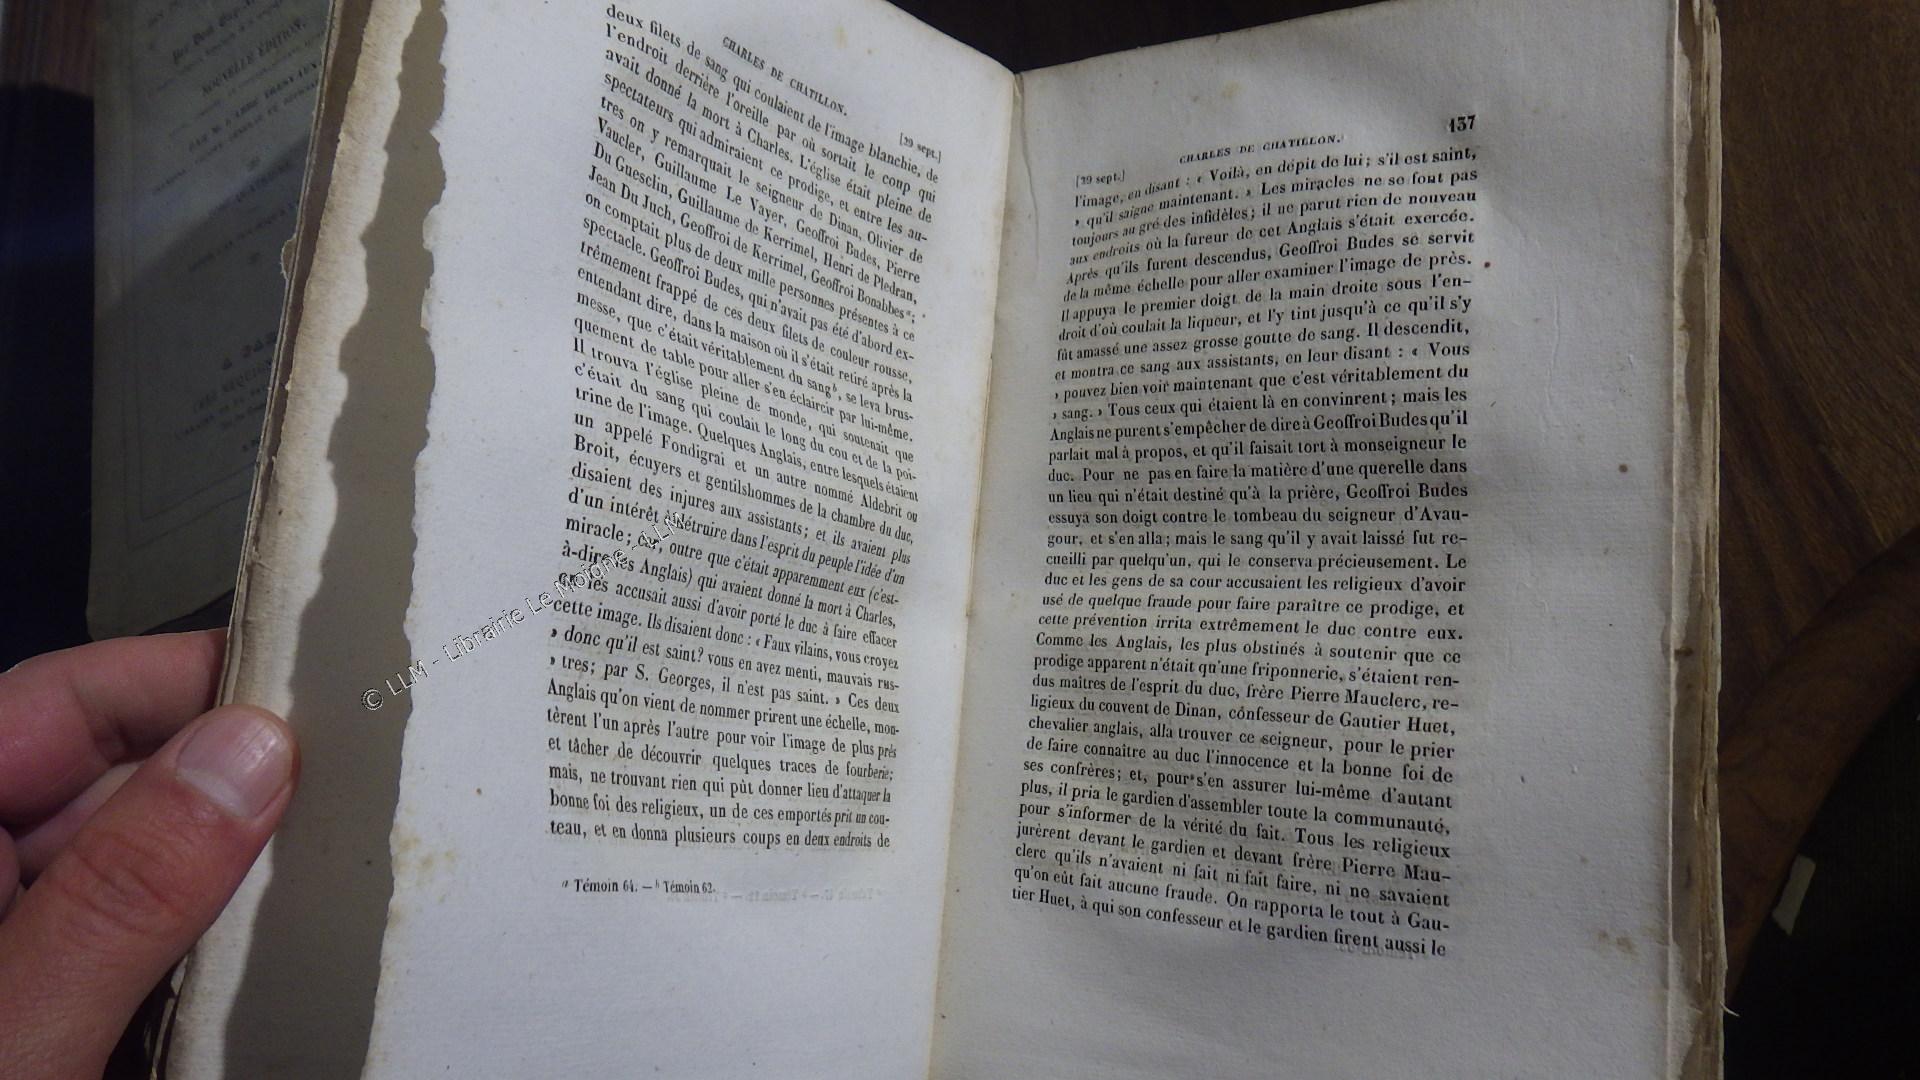 NOUVELLE ÉDITION,
CHARLES DE CHATILLON.
[29 sept.]
deux filets de sang qui coulaient de l'image blanchie, de
l'endroit derrière l'oreille par où sortait le coup qui
avait donné la mort à Charles. L'église était pleine de
spectateurs qui admiraient ce prodige, et entre les au-
tres on y remarquait le seigneur de Dinan, Olivier de
Vaucler, Guillaume Le Vayer, Geoffroi Budes, Pierre
Du Guesclin, Guillaume de Kerrimel, Henri de Pledran,
Jean Du Juch, Geoffroi de Kerrimel, Geoffroi Bonabbes a;
on comptait plus de deux mille personnes présentes à ce
spectacle. Geoffroi Budes, qui n'avait pas été d'abord ex-
trêmement frappé de ces deux filets de couleur rousse,
entendant dire, dans la maison où il s'était retiré après la
messe, que c'était véritablement du sang b, se leva brus-
quement de table pour aller s'en éclaircir par lui-même.
Il trouva l'église pleine de monde, qui soutenait que
c'était du sang qui coulait le long du cou et de la poi-
trine de l'image. Quelques Anglais, entre lesquels étaient
un appelé Fondigrai et un autre nommé Aldebrit ou
Broit, écuyers et gentilshommes de la chambre du duc,
disaient des injures aux assistants; et ils avaient plus
d'un intérêt à détruire dans l'esprit du peuple l'idée d'un
miracle; car, outre que c'était apparemment eux (c'est-
à-dire les Anglais) qui avaient donné la mort à Charles,
on les accusait aussi d'avoir porté le duc à faire effacer
cette image. Ils disaient donc : « Faux vilains, vous croyez
» donc qu'il est saint? vous en avez menti, mauvais rus-
» tres; par S. Georges, il n'est pas saint. » Ces deux
Anglais qu'on vient de nommer prirent une échelle, mon-
tèrent l'un après l'autre pour voir l'image de plus près
et tâcher de découvrir quelques traces de fourberie;
mais, ne trouvant rien qui pût donner lieu d'attaquer la
bonne foi des religieux, un de ces emportés prit un cou-
teau, et en donna plusieurs coups en deux endroits de
a Témoin 64. — b Témoin 62.
© LLM - Librairie Le Moigne - LLM
[29 sept.] CHARLES DE CHATILLON. 137
l'image, en disant : « Voilà, en dépit de lui; s'il est saint,
» qu'il saigne maintenant. » Les miracles ne se font pas
toujours au gré des infidèles; il ne parut rien de nouveau
aux endroits où la fureur de cet Anglais s'était exercée.
Après qu'ils furent descendus, Geoffroi Budes se servit
de la même échelle pour aller examiner l'image de près.
Il appuya le premier doigt de la main droite sous l'en-
droit d'où coulait la liqueur, et l'y tint jusqu'à ce qu'il s'y
fût amassé une assez grosse goutte de sang. Il descendit,
et montra ce sang aux assistants, en leur disant : « Vous
» pouvez bien voir maintenant que c'est véritablement du
» sang. » Tous ceux qui étaient là en convinrent; mais les
Anglais ne purent s'empêcher de dire à Geoffroi Budes qu'il
parlait mal à propos, et qu'il faisait tort à monseigneur le
duc. Pour ne pas en faire la matière d'une querelle dans
un lieu qui n'était destiné qu'à la prière, Geoffroi Budes
essuya son doigt contre le tombeau du seigneur d'Avau-
gour, et s'en alla; mais le sang qu'il y avait laissé fut re-
cueilli par quelqu'un, qui le conserva précieusement. Le
duc et les gens de sa cour accusaient les religieux d'avoir
usé de quelque fraude pour faire paraître ce prodige, et
cette prévention irrita extrêmement le duc contre eux.
Comme les Anglais, les plus obstinés à soutenir que ce
prodige apparent n'était qu'une friponnerie, s'étaient ren-
dus maîtres de l'esprit du duc, frère Pierre Mauclerc, re-
ligieux du couvent de Dinan, confesseur de Gautier Huet,
chevalier anglais, alla trouver ce seigneur, pour le prier
de faire connaître au duc l'innocence et la bonne foi de
ses confrères; et, pour s'en assurer lui-même d'autant
plus, il pria le gardien d'assembler toute la communauté,
pour s'informer de la vérité du fait. Tous les religieux
jurèrent devant le gardien et devant frère Pierre Mau-
clerc qu'ils n'avaient ni fait ni fait faire, ni ne savaient
qu'on eût fait aucune fraude. On rapporta le tout à Gau-
tier Huet, à qui son confesseur et le gardien firent aussi le